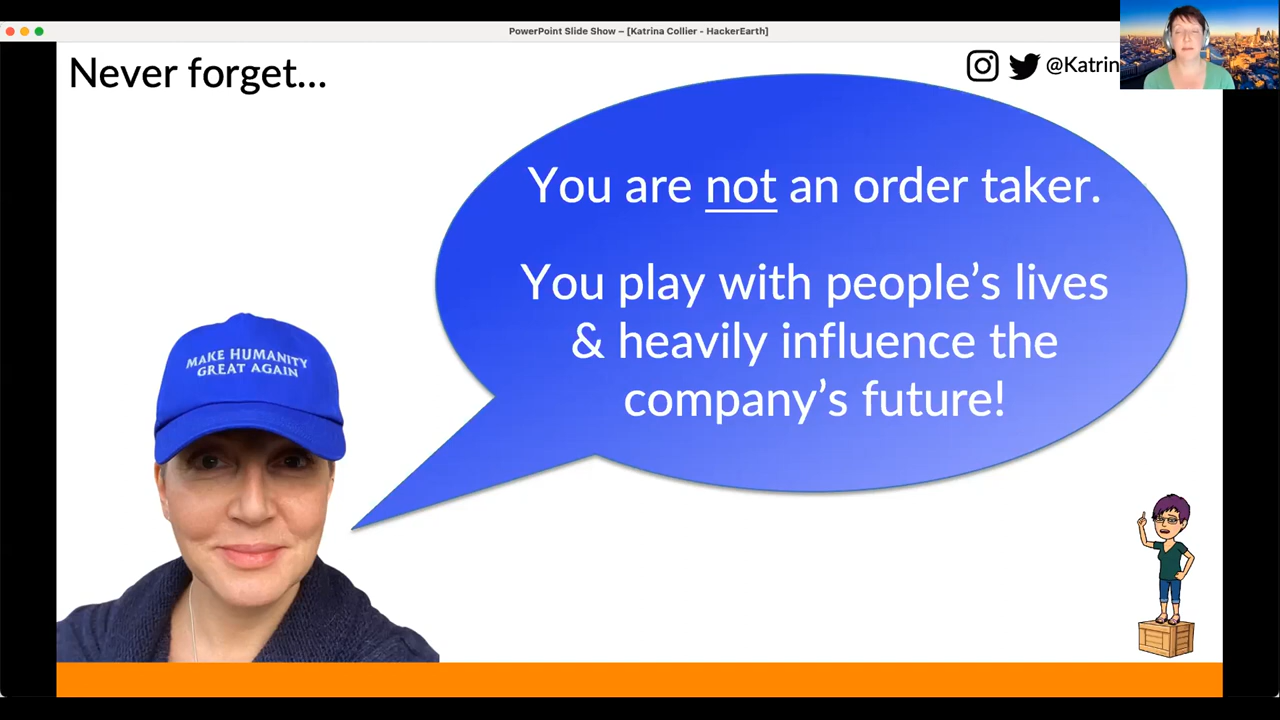 PowerPoint Slide Show – [Katrina Collier - HackerEarth]
Never forget...
@Katrin
You are not an order taker.
You play with people's lives
& heavily influence the
company's future!
MAKE HUMANITY
GREAT AGAIN